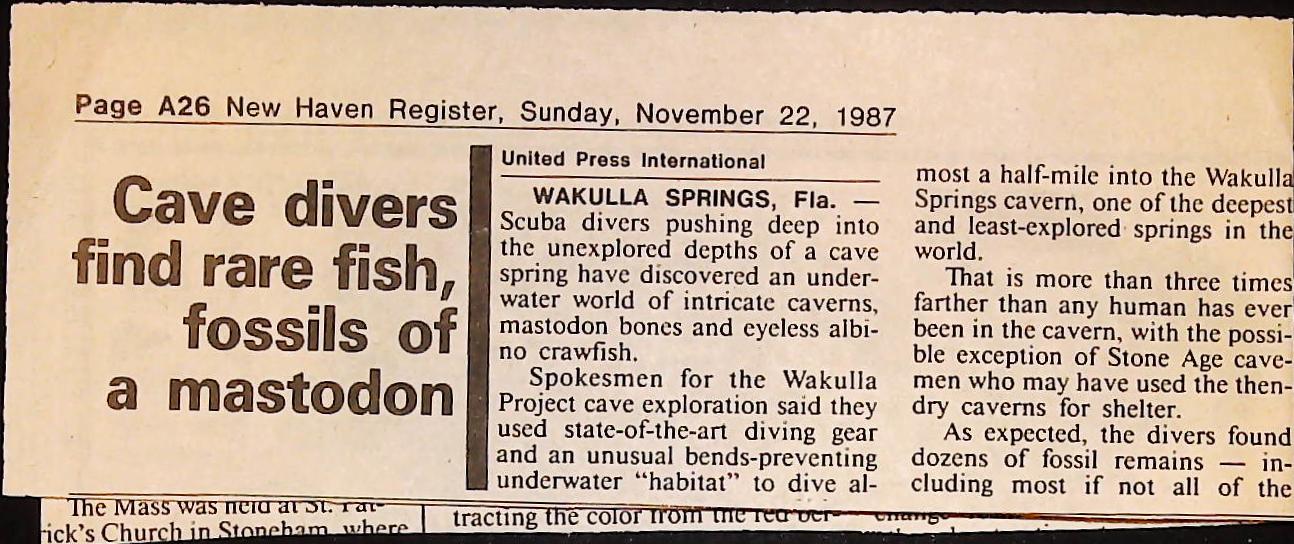 Page A26 New Haven Register, Sunday, November 22, 1987
Cave divers
find rare fish,
fossils of
a mastodon
United Press International
WAKULLA SPRINGS, Fla. —
Scuba divers pushing deep into
the unexplored depths of a cave
spring have discovered an under-
water world of intricate caverns,
mastodon bones and eyeless albi-
no crawfish.
Spokesmen for the Wakulla
Project cave exploration said they
used state-of-the-art diving gear
and an unusual bends-preventing
underwater “habitat” to dive al-
most a half-mile into the Wakulla
Springs cavern, one of the deepest
and least-explored springs in the
world.
That is more than three times
farther than any human has ever
been in the cavern, with the possi-
ble exception of Stone Age cave-
men who may have used the then-
dry caverns for shelter.
As expected, the divers found
dozens of fossil remains — in-
cluding most if not all of the
The Mass was held at St. Pat-
rick's Church in Stoneham, where
tracting the color from the red